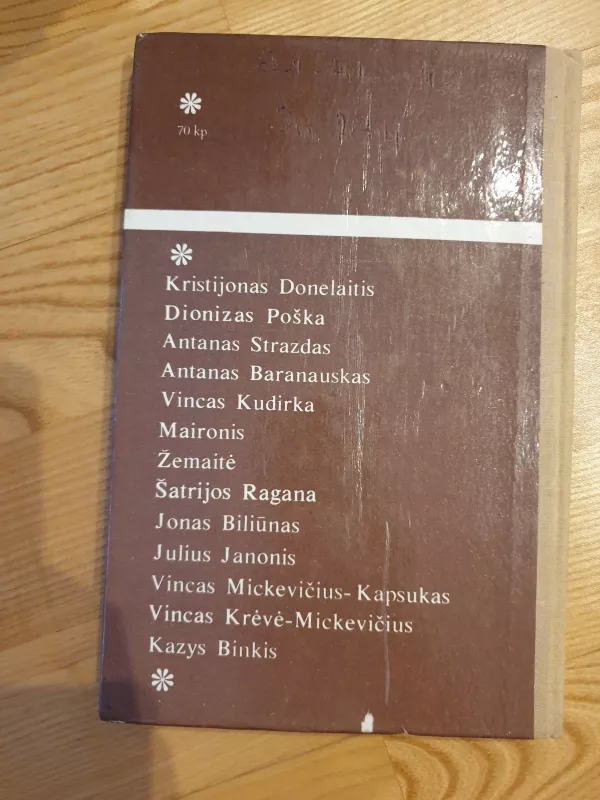 70 kp
Kristijonas Donelaitis
Dionizas Poška
Antanas Strazdas
Antanas Baranauskas
Vincas Kudirka
Maironis
Žemaitė
Šatrijos Ragana
Jonas Biliūnas
Julius Janonis
Vincas Mickevičius-Kapsukas
Vincas Krėvė-Mickevičius
Kazys Binkis